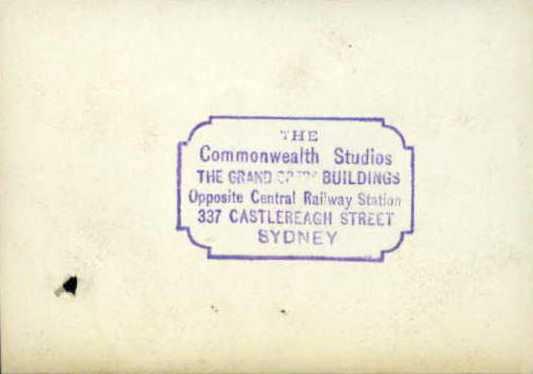 THE
Commonwealth Studios
THE GRAND BUILDINGS
Opposite Central Railway Station
337 CASTLEREAGH STREET
SYDNEY